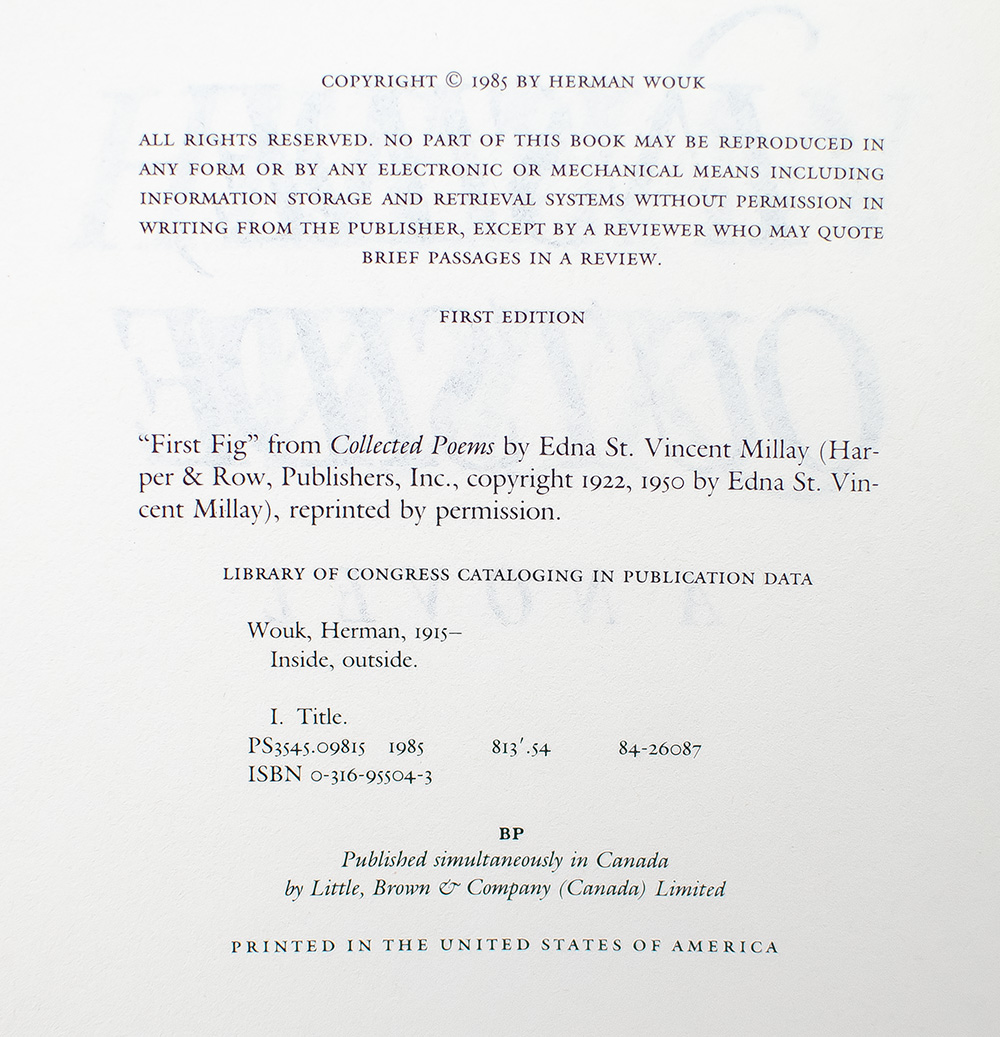 COPYRIGHT © 1985 BY HERMAN WOUK
ALL RIGHTS RESERVED. NO PART OF THIS BOOK MAY BE REPRODUCED IN
ANY FORM OR BY ANY ELECTRONIC OR MECHANICAL MEANS INCLUDING
INFORMATION STORAGE AND RETRIEVAL SYSTEMS WITHOUT PERMISSION IN
WRITING FROM THE PUBLISHER, EXCEPT BY A REVIEWER WHO MAY QUOTE
BRIEF PASSAGES IN A REVIEW.
FIRST EDITION
“First Fig” from Collected Poems by Edna St. Vincent Millay (Har-
per & Row, Publishers, Inc., copyright 1922, 1950 by Edna St. Vin-
cent Millay), reprinted by permission.
LIBRARY OF CONGRESS CATALOGING IN PUBLICATION DATA
Wouk, Herman, 1915–
Inside, outside.
I. Title.
PS3545.O9815 1985 813′.54 84-26087
ISBN 0-316-95504-3
BP
Published simultaneously in Canada
by Little, Brown & Company (Canada) Limited
PRINTED IN THE UNITED STATES OF AMERICA